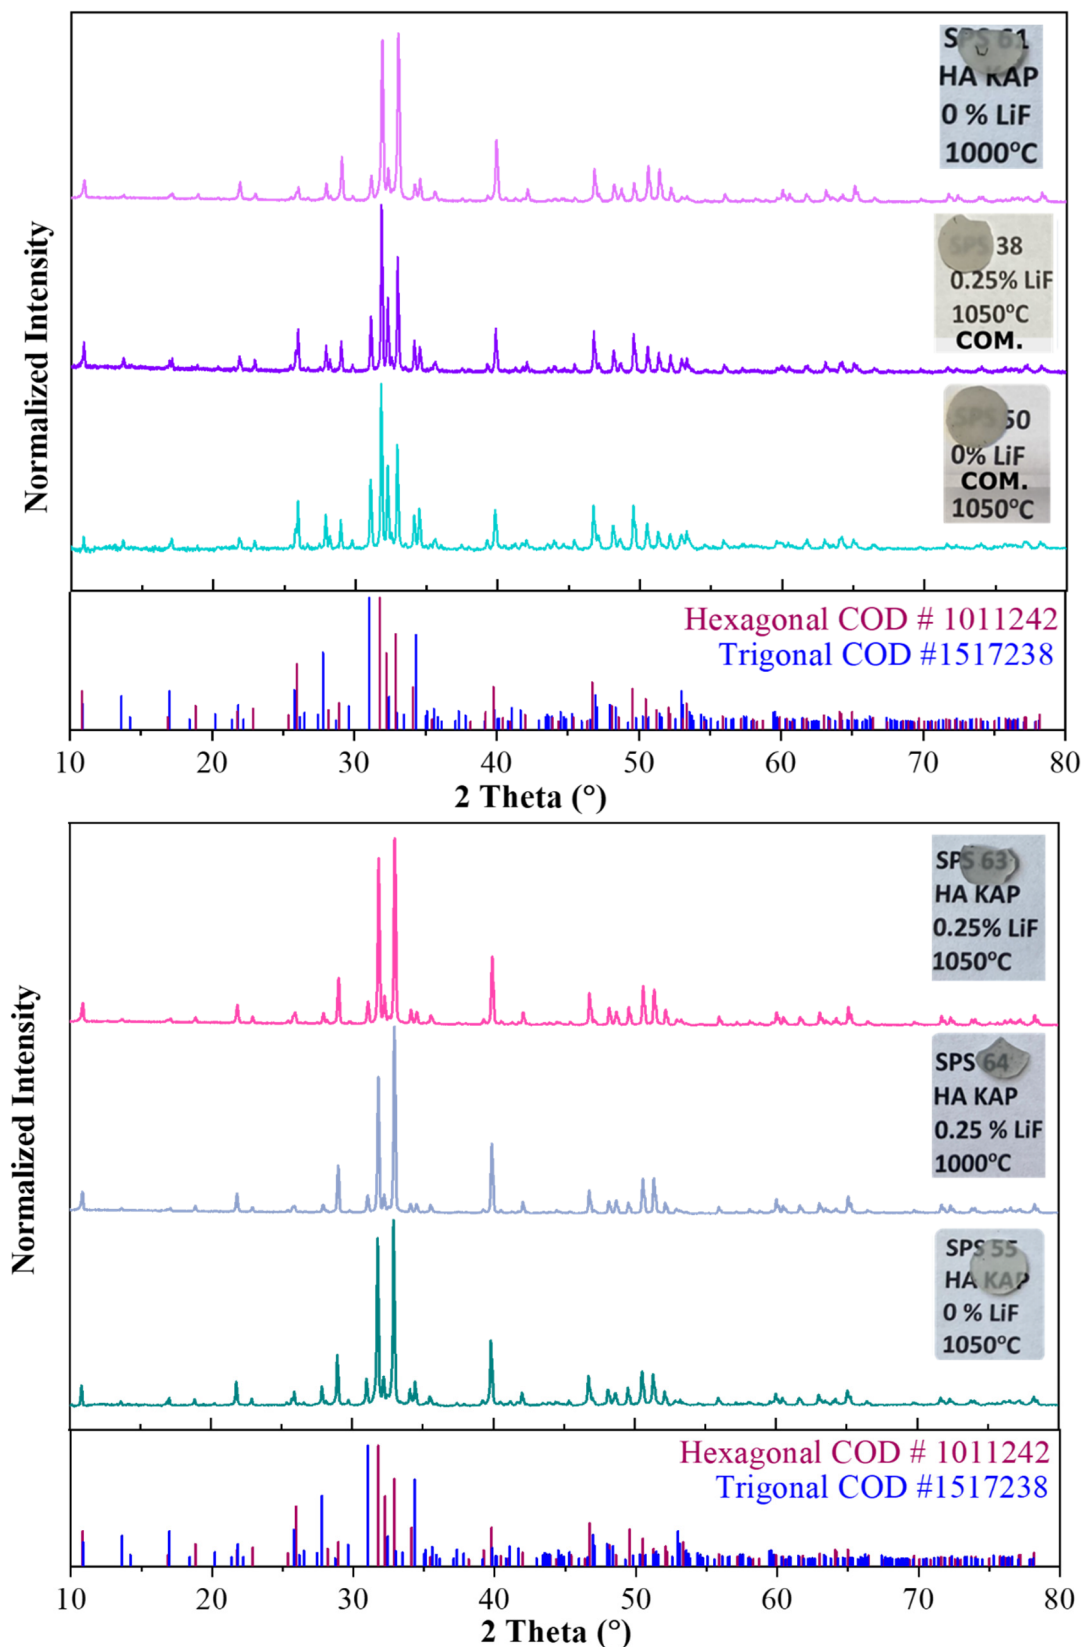 SPS 61
HA KAP
0 % LiF
1000°C
SPS 38
0.25% LiF
1050°C
COM.
SPS 50
0% LiF
COM.
1050°C
Normalized Intensity
Hexagonal COD # 1011242
Trigonal COD #1517238
10 20 30 40 50 60 70 80
2 Theta (°)
SPS 63
HA KAP
0.25% LiF
1050°C
SPS 64
HA KAP
0.25 % LiF
1000°C
SPS 55
HA KAP
0 % LiF
1050°C
Normalized Intensity
Hexagonal COD # 1011242
Trigonal COD #1517238
10 20 30 40 50 60 70 80
2 Theta (°)